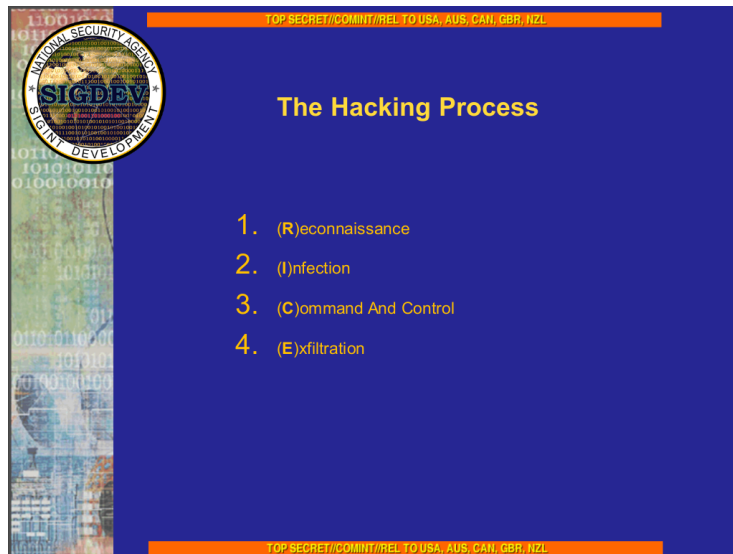 TOP SECRET//COMINT//REL TO USA, AUS, CAN, GBR, NZL
NATIONAL SECURITY AGENCY
SIGDEV
SIGINT DEVELOPMENT
The Hacking Process
1. (R)econnaissance
2. (I)nfection
3. (C)ommand And Control
4. (E)xfiltration
TOP SECRET//COMINT//REL TO USA, AUS, CAN, GBR, NZL